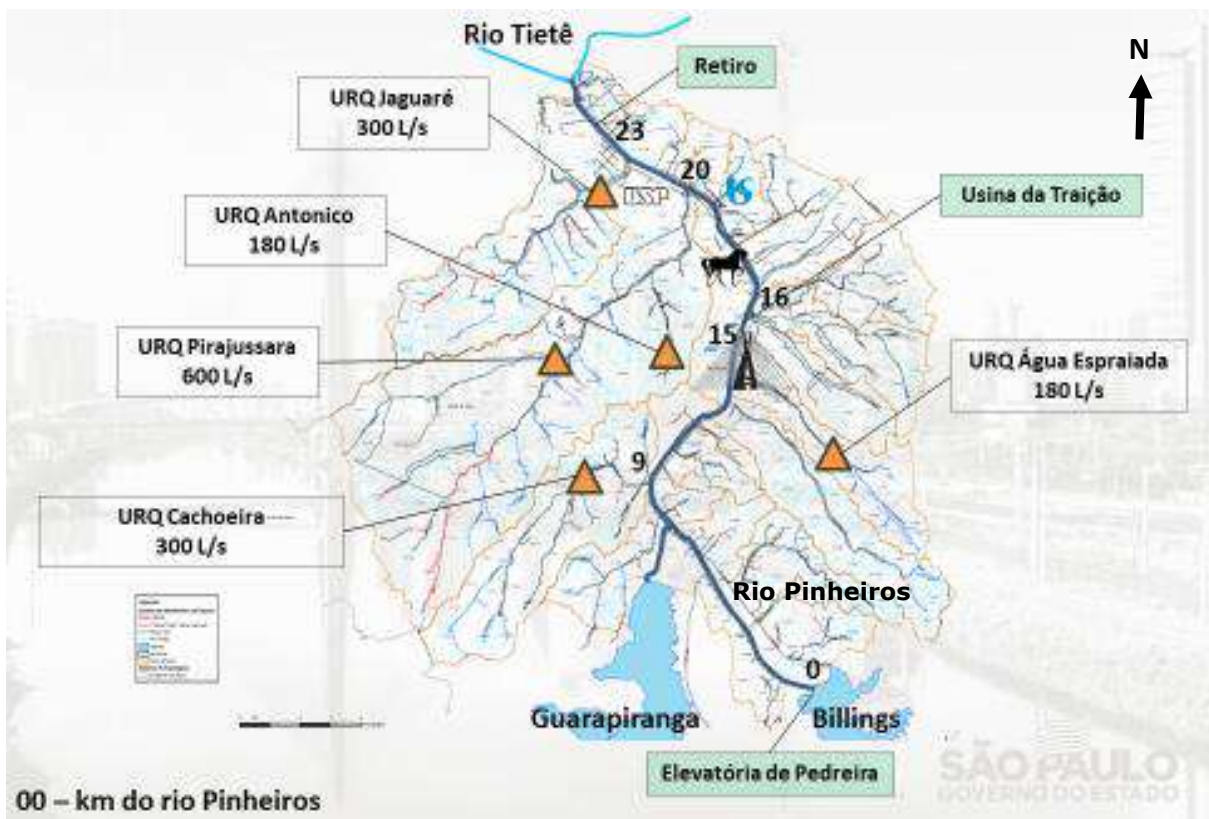 Rio Tietê
N
Retiro
URQ Jaguaré
300 L/s
23
20
USP
Usina da Traição
URQ Antonico
180 L/s
16
15
URQ Pirajussara
600 L/s
URQ Água Espraiada
180 L/s
9
URQ Cachoeira
300 L/s
Rio Pinheiros
0
Guarapiranga
Billings
Elevatória de Pedreira
SÃO PAULO
GOVERNO DO ESTADO
00 – km do rio Pinheiros